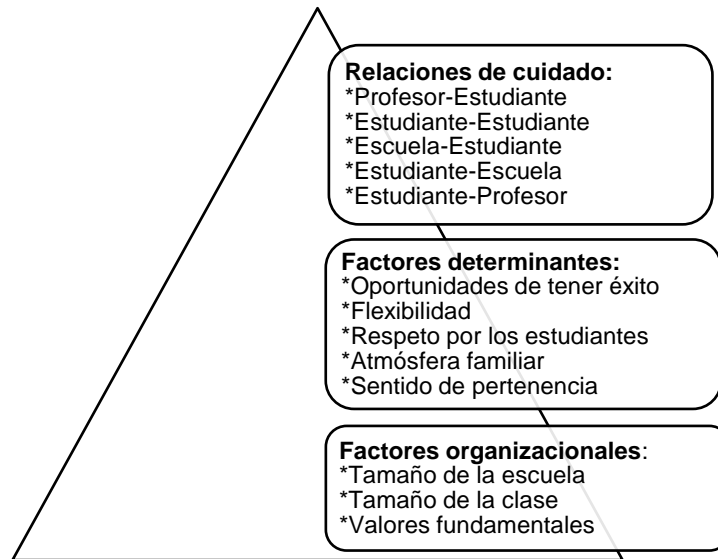 Relaciones de cuidado:
*Profesor-Estudiante
*Estudiante-Estudiante
*Escuela-Estudiante
*Estudiante-Escuela
*Estudiante-Profesor
Factores determinantes:
*Oportunidades de tener éxito
*Flexibilidad
*Respeto por los estudiantes
*Atmósfera familiar
*Sentido de pertenencia
Factores organizacionales:
*Tamaño de la escuela
*Tamaño de la clase
*Valores fundamentales